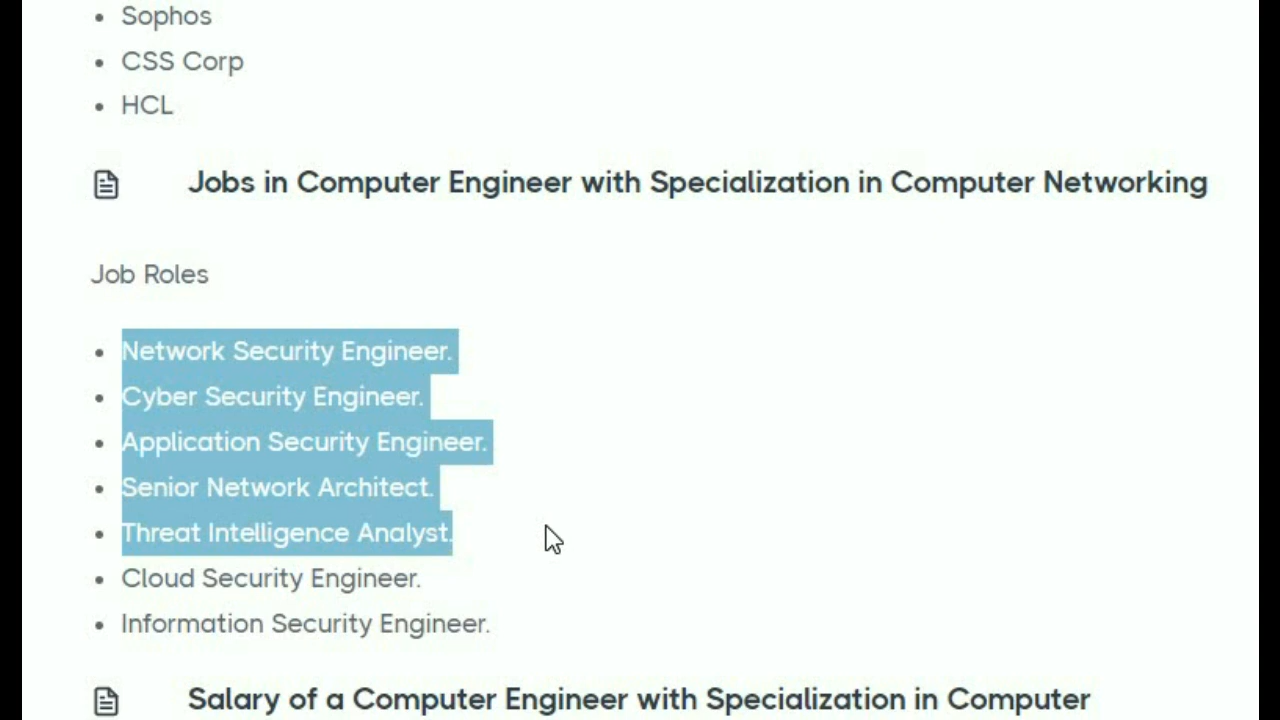 Sophos
CSS Corp
HCL
Jobs in Computer Engineer with Specialization in Computer Networking
Job Roles
Network Security Engineer.
Cyber Security Engineer.
Application Security Engineer.
Senior Network Architect.
Threat Intelligence Analyst.
Cloud Security Engineer.
Information Security Engineer.
Salary of a Computer Engineer with Specialization in Computer